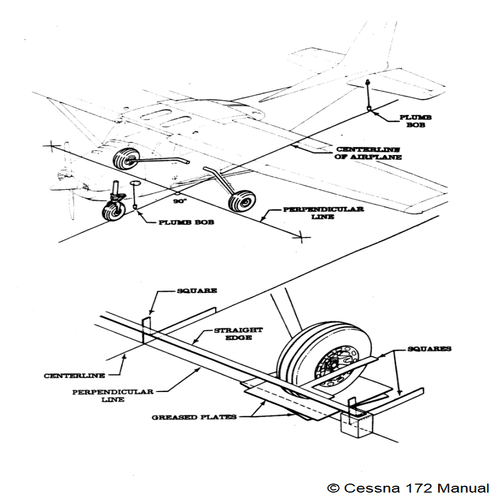 PLUMB
BOB
CENTERLINE
OF AIRPLANE
90°
PERPENDICULAR
LINE
PLUMB BOB
SQUARE
STRAIGHT
EDGE
SQUARES
CENTERLINE
PERPENDICULAR
LINE
GREASED PLATES
© Cessna 172 Manual